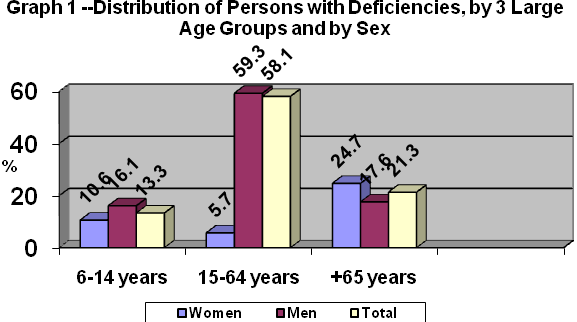 Graph 1 --Distribution of Persons with Deficiencies, by 3 Large
Age Groups and by Sex
60
40
%
20
0
10.6
16.1
13.3
5.7
59.3
58.1
24.7
17.6
21.3
6-14 years
15-64 years
+65 years
Women
Men
Total